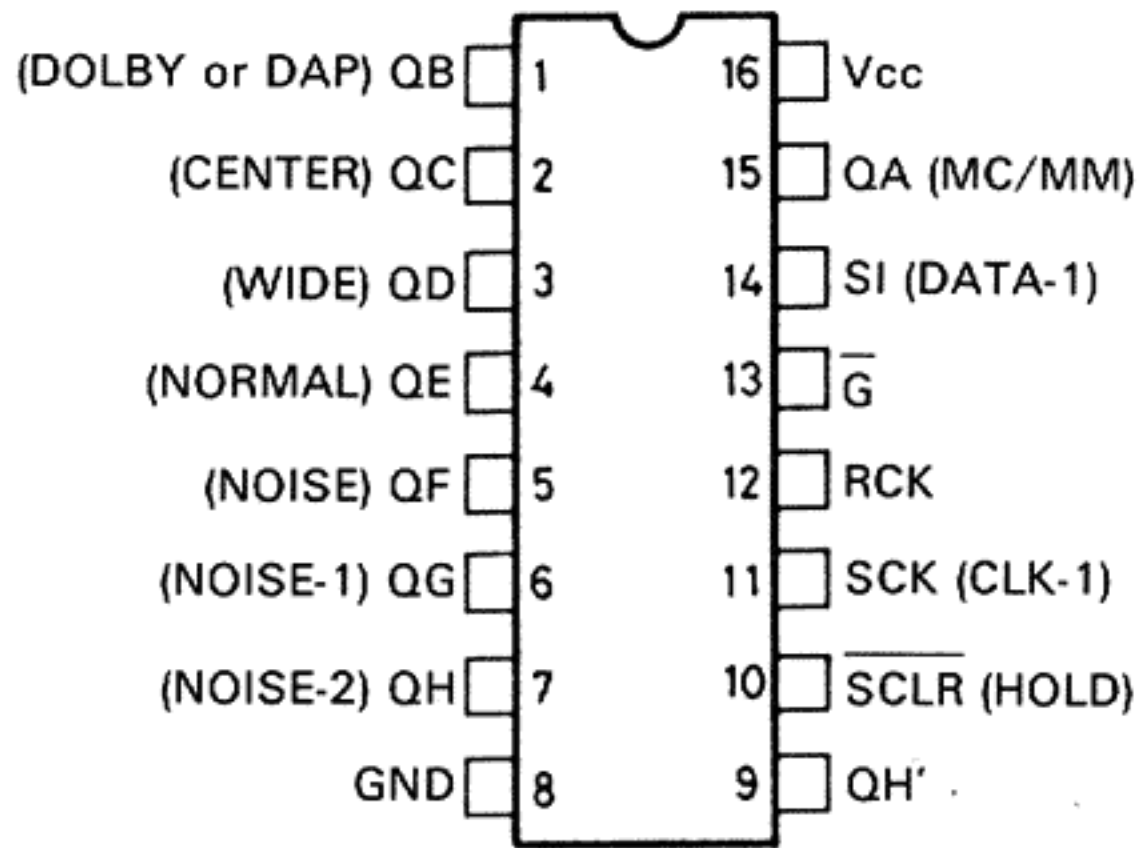 (DOLBY or DAP) QB 1 16 Vcc
(CENTER) QC 2 15 QA (MC/MM)
(WIDE) QD 3 14 SI (DATA-1)
(NORMAL) QE 4 13 G̅
(NOISE) QF 5 12 RCK
(NOISE-1) QG 6 11 SCK (CLK-1)
(NOISE-2) QH 7 10 S̅C̅L̅R̅ (HOLD)
GND 8 9 QH'